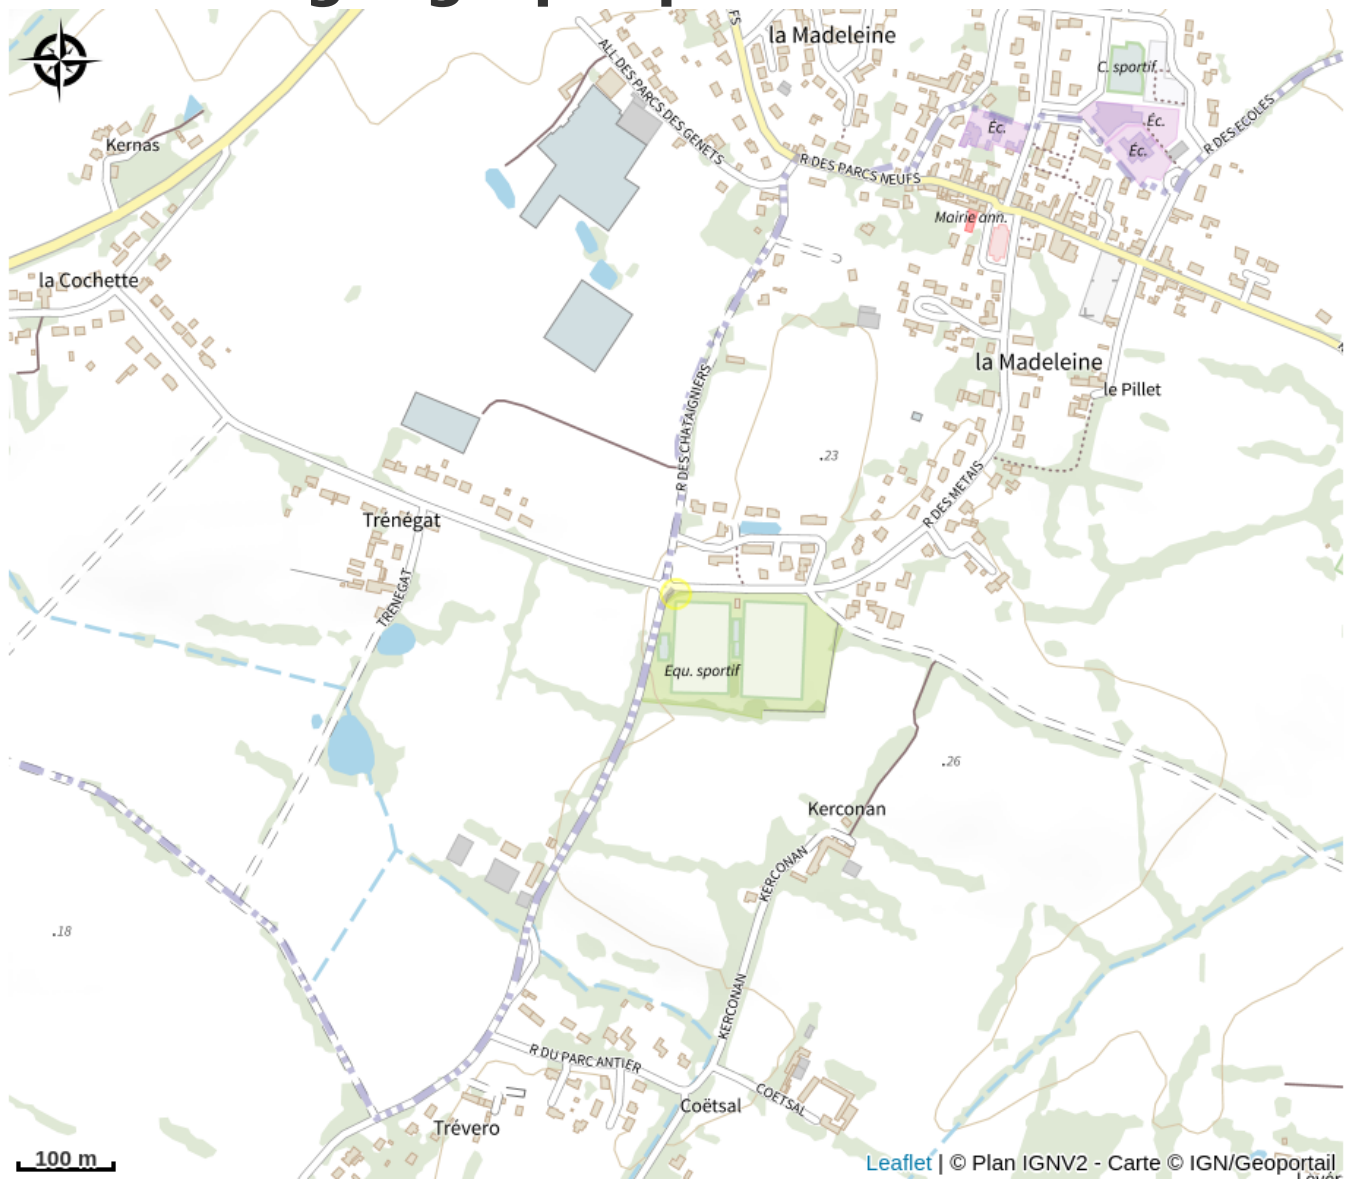 la Madeleine
C. sportif
ALL DES PARCS DES GENETS
Éc.
Éc.
Éc.
R DES ECOLES
Kernas
R DES PARCS NEUFS
Mairie ann.
la Cochette
la Madeleine
le Pillet
R DES CHATAIGNIERS
.23
R DES METAIS
Trénégat
TRENEGAT
Equ. sportif
.26
Kerconan
KERCONAN
.18
KERCONAN
R DU PARC ANTIER
COETSAL
Coëtsal
Trévero
100 m
Leaflet | © Plan IGNV2 - Carte © IGN/Geoportail